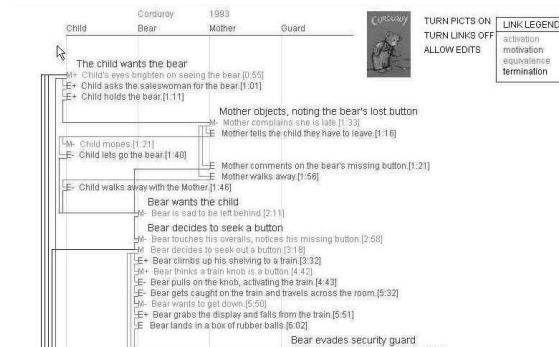 Corduroy 1993
Child Bear Mother Guard
CORDUROY
TURN PICTS ON
TURN LINKS OFF
ALLOW EDITS
LINK LEGEND
activation
motivation
equivalence
termination
The child wants the bear
M+ Child's eyes brighten on seeing the bear.[0:55]
E+ Child asks the saleswoman for the bear.[1:01]
E+ Child holds the bear.[1:11]
Mother objects, noting the bear's lost button
M- Mother complains she is late.[1:33]
E Mother tells the child they have to leave.[1:16]
M- Child mopes.[1:21]
E- Child lets go the bear.[1:40]
E Mother comments on the bear's missing button.[1:21]
E Mother walks away.[1:56]
E- Child walks away with the Mother.[1:46]
Bear wants the child
M- Bear is sad to be left behind.[2:11]
Bear decides to seek a button
M- Bear touches his overalls, notices his missing button.[2:58]
M Bear decides to seek out a button.[3:18]
E+ Bear climbs up his shelving to a train.[3:32]
M+ Bear thinks a train knob is a button.[4:42]
E- Bear pulls on the knob, activating the train.[4:43]
E- Bear gets caught on the train and travels across the room.[5:32]
M- Bear wants to get down.[5:50]
E+ Bear grabs the display and falls from the train.[5:51]
E Bear lands in a box of rubber balls.[6:02]
Bear evades security guard